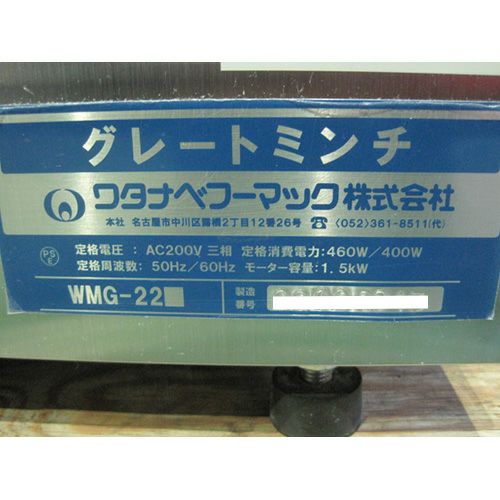 グレートミンチ
ワタナベフーマック株式会社
本社 名古屋市中川区露橋2丁目12番26号 ☎〈052〉361-8511(代)
PSE 定格電圧: AC200V 三相 定格消費電力:460W/400W
定格周波数: 50Hz/60Hz モーター容量:1.5kW
WMG-22■ 製造番号